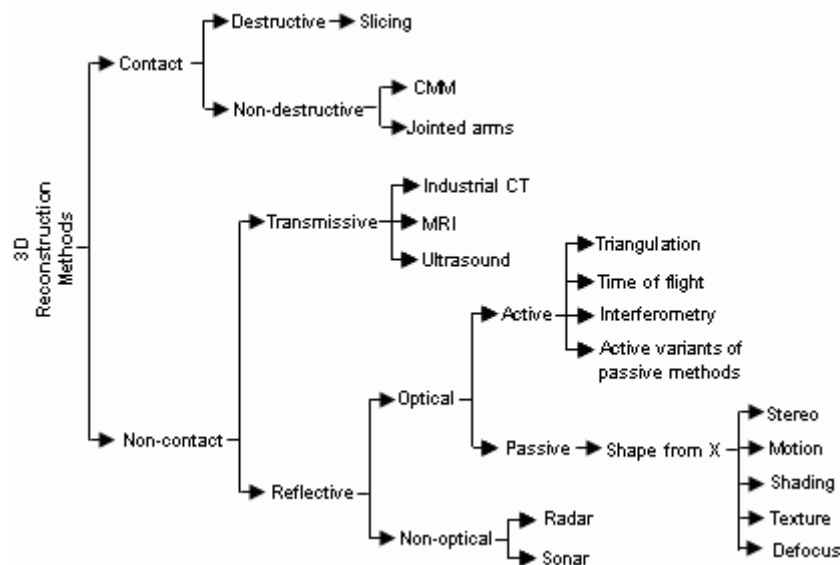 3D
Reconstruction
Methods
Contact
Destructive
Slicing
Non-destructive
CMM
Jointed arms
Non-contact
Transmissive
Industrial CT
MRI
Ultrasound
Reflective
Optical
Active
Triangulation
Time of flight
Interferometry
Active variants of
passive methods
Passive
Shape from X
Stereo
Motion
Shading
Texture
Defocus
Non-optical
Radar
Sonar